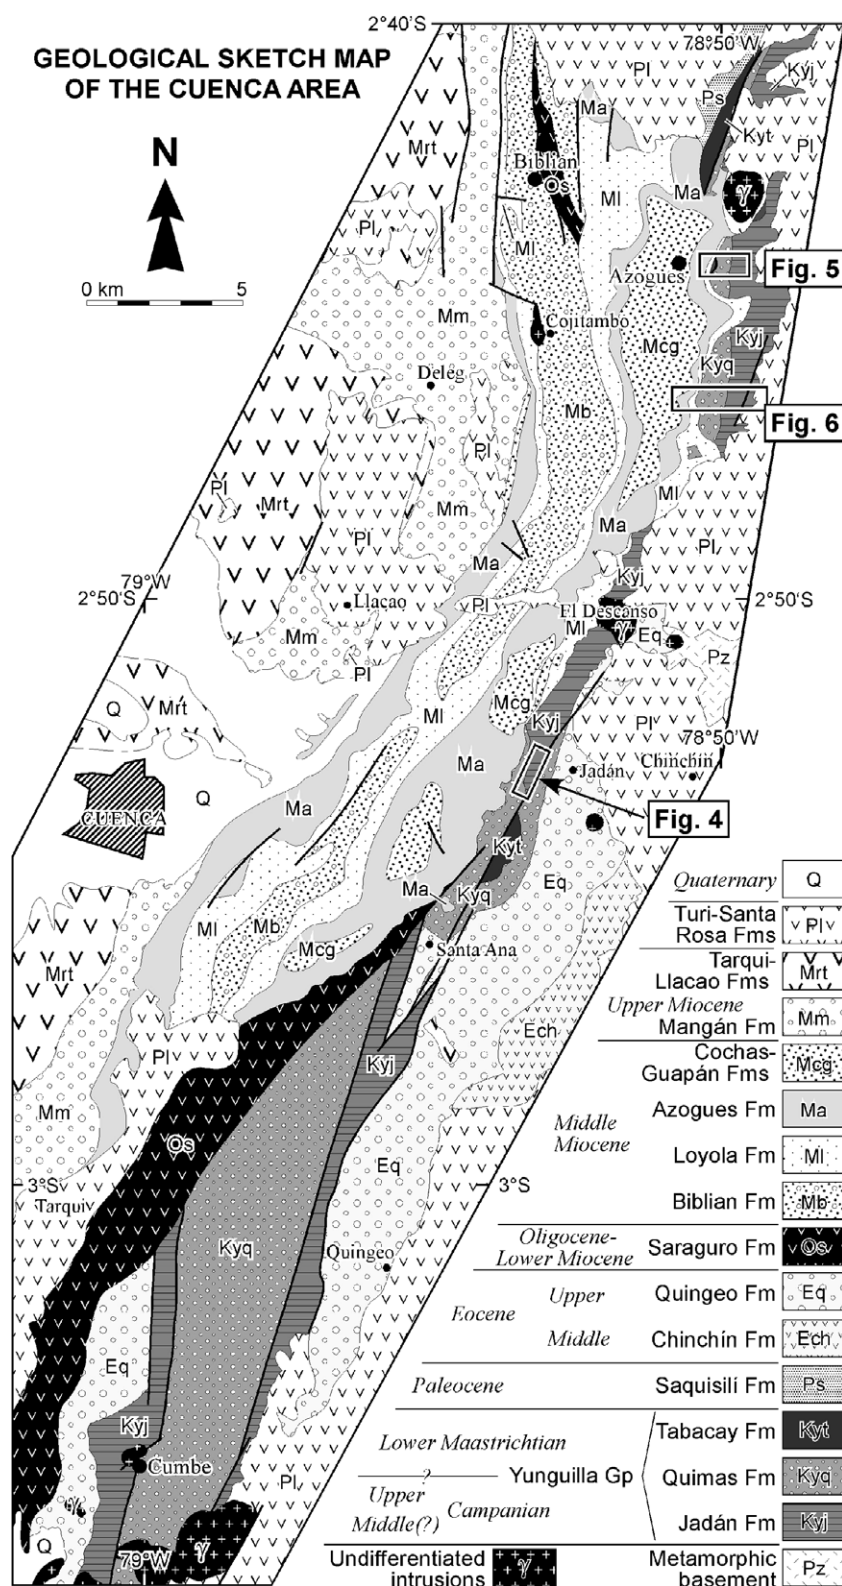 2°40'S
78°50'W
GEOLOGICAL SKETCH MAP
OF THE CUENCA AREA
Pl
Kyj
Ps
Ma
Kyt
Mrt
Pl
N
Biblian
Os
Ml
Ma
γ
Pl
Ml
Azogues
Fig. 5
0 km 5
Mm
Cojitambo
Mcg
Kyj
Kyq
Deleg
Mb
Fig. 6
Pl
Pl
Ml
Mrt
Mm
Pl
Ma
Pl
Ma
79°W
Kyj
2°50'S
Llacao
Pl
El Descanso
2°50'S
Mm
Ml
γ
Eq
Pz
Pl
Mrt
Mcg
Q
Ml
Kyj
Pl
78°50'W
Ma
Jadán
Chinchín
Q
CUENCA
Ma
Fig. 4
Kyt
Eq
Ma
Kyq
Ml
Mb
Mcg
Santa Ana
Mrt
Ech
Pl
Kyj
Mm
Os
Eq
3°S
3°S
Tarqui
Kyq
Quingeo
Eq
Kyj
Cumbe
Pl
γ
Q
79°W
γ
Quaternary Q
Turi-Santa
Rosa Fms Pl
Tarqui-
Llacao Fms Mrt
Upper Miocene
Mangán Fm Mm
Cochas-
Guapán Fms Mcg
Azogues Fm Ma
Middle
Miocene
Loyola Fm Ml
Biblian Fm Mb
Oligocene-
Lower Miocene Saraguro Fm Os
Upper Quingeo Fm Eq
Eocene
Middle Chinchín Fm Ech
Paleocene Saquisilí Fm Ps
Lower Maastrichtian Tabacay Fm Kyt
? Yunguilla Gp Quimas Fm Kyq
Upper
Middle(?) Campanian Jadán Fm Kyj
Undifferentiated
intrusions γ
Metamorphic
basement Pz